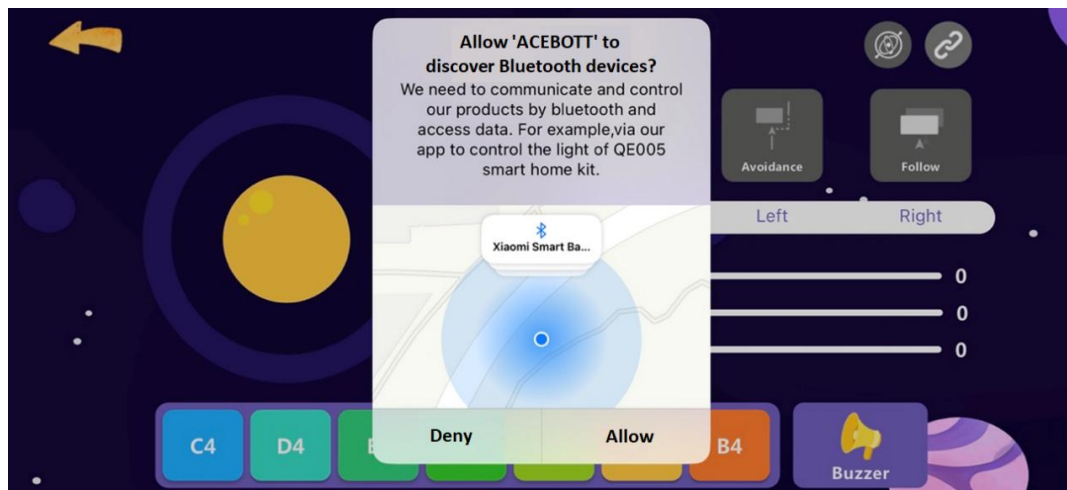 Allow 'ACEBOTT' to
discover Bluetooth devices?
We need to communicate and control
our products by bluetooth and
access data. For example,via our
app to control the light of QE005
smart home kit.
Xiaomi Smart Ba...
Deny
Allow
Avoidance
Follow
Left
Right
0
0
0
C4
D4
B4
Buzzer